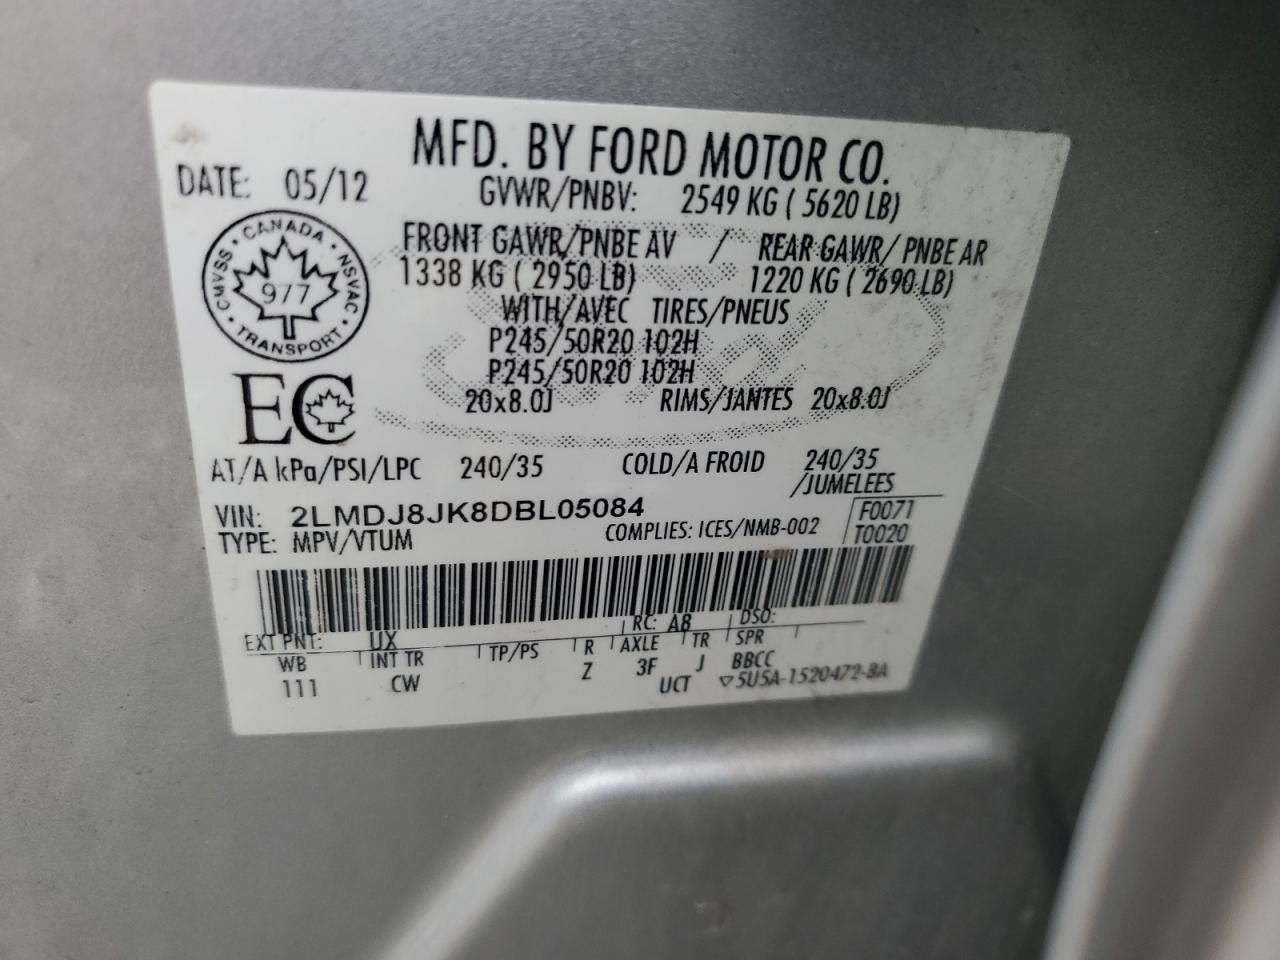 MFD. BY FORD MOTOR CO.
DATE: 05/12
GVWR/PNBV: 2549 KG ( 5620 LB)
FRONT GAWR/PNBE AV / REAR GAWR/ PNBE AR
1338 KG ( 2950 LB) 1220 KG ( 2690 LB)
WITH/AVEC TIRES/PNEUS
P245/50R20 102H
P245/50R20 102H
20x8.0J RIMS/JANTES 20x8.0J
CANADA
CMVSS NSVAC
977
TRANSPORT
EC
AT/A kPa/PSI/LPC 240/35 COLD/A FROID 240/35
/JUMELEES
VIN: 2LMDJ8JK8DBL05084 F0071
TYPE: MPV/VTUM COMPLIES: ICES/NMB-002 T0020
EXT PNT: UX RC: A8 DSO:
WB INT TR TP/PS R AXLE TR SPR
111 CW Z 3F J BBCC
UCT ▽5U5A-1520472-BA